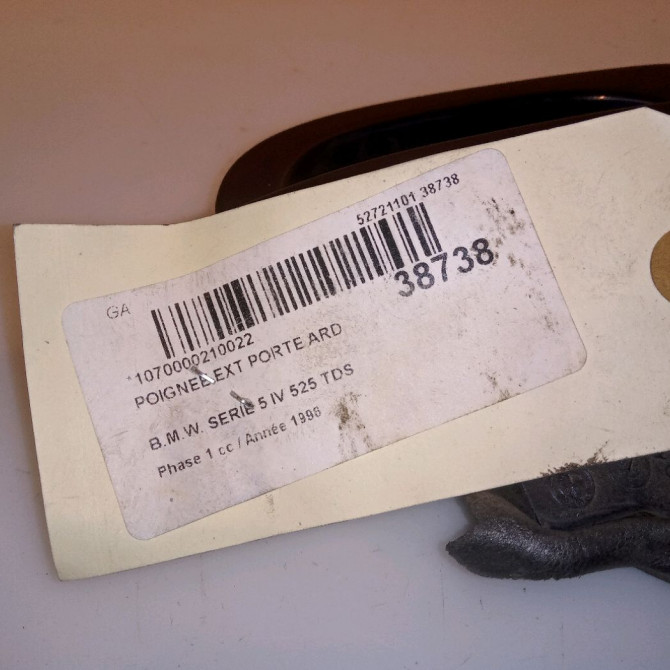 52721101 38738
GA
38738
*1070000210022
POIGNEE EXT PORTE ARD
B.M.W. SERIE 5 IV 525 TDS
Phase 1 cc / Année 1996